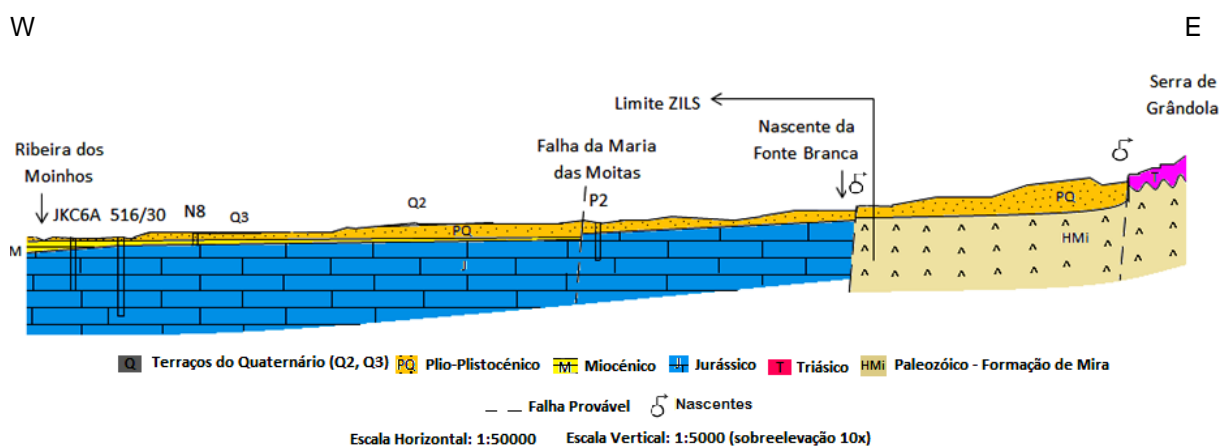 W
E
Serra de
Grândola
Limite ZILS
Nascente da
Fonte Branca
Falha da Maria
das Moitas
Ribeira dos
Moinhos
JKC6A 516/30 N8 Q3
Q2
P2
PQ
PQ
T
HMi
M
JI
Q Terraços do Quaternário (Q2, Q3) PQ Plio-Plistocénico M Miocénico JI Jurássico T Triásico HMi Paleozóico - Formação de Mira
Falha Provável Nascentes
Escala Horizontal: 1:50000 Escala Vertical: 1:5000 (sobreelevação 10x)